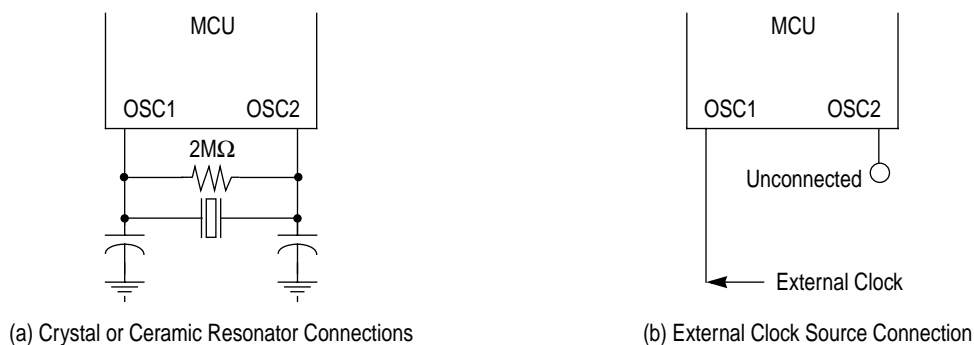 MCU
OSC1 OSC2
2MΩ
(a) Crystal or Ceramic Resonator Connections
MCU
OSC1 OSC2
Unconnected
External Clock
(b) External Clock Source Connection